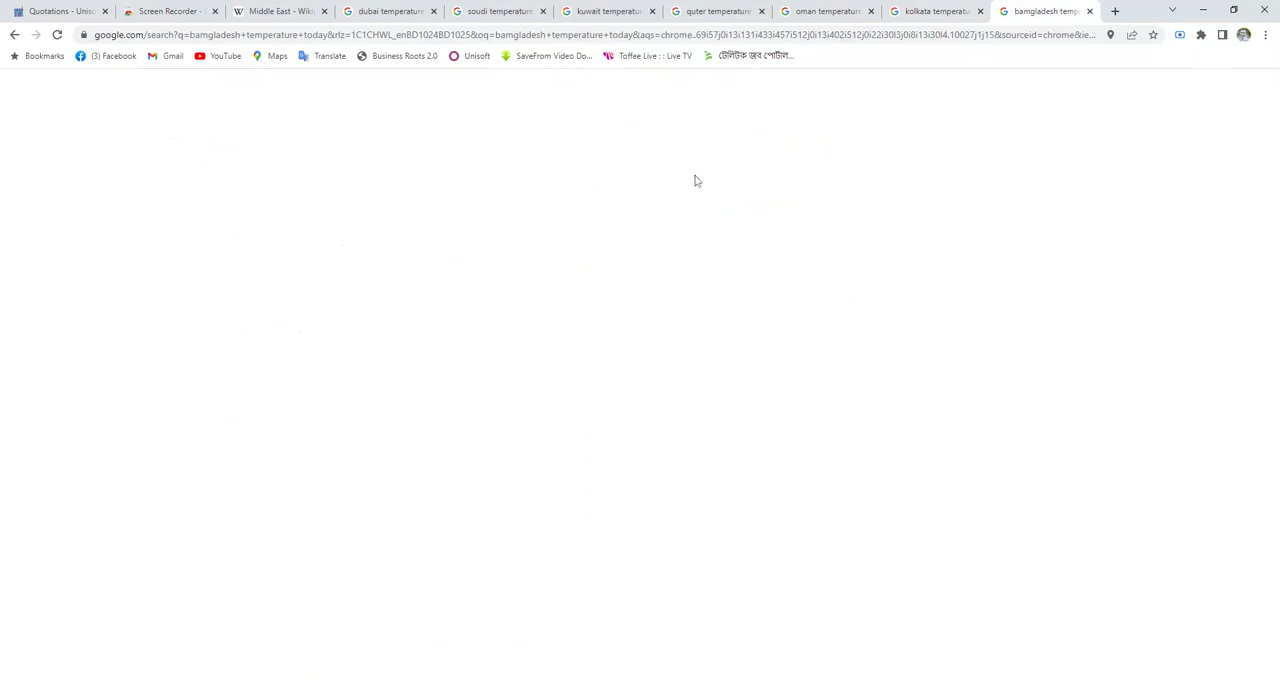 Quotations - Uniso
Screen Recorder -
Middle East - Wiki
dubai temperature
soudi temperature
kuwait temperatur
quter temperature
oman temperature
kolkata temperatu
bamgladesh temp
google.com/search?q=bamgladesh+temperature+today&rlz=1C1CHWL_enBD1024BD1025&oq=bamgladesh+temperature+today&aqs=chrome..69i57j0i13i131i433i457i512j0i13i402i512j0i22i30l3j0i8i13i30l4.10027j1j15&sourceid=chrome&ie...
Bookmarks
(3) Facebook
Gmail
YouTube
Maps
Translate
Business Roots 2.0
Unisoft
SaveFrom Video Do...
Toffee Live : : Live TV
টেলিটক জব পোর্টাল...